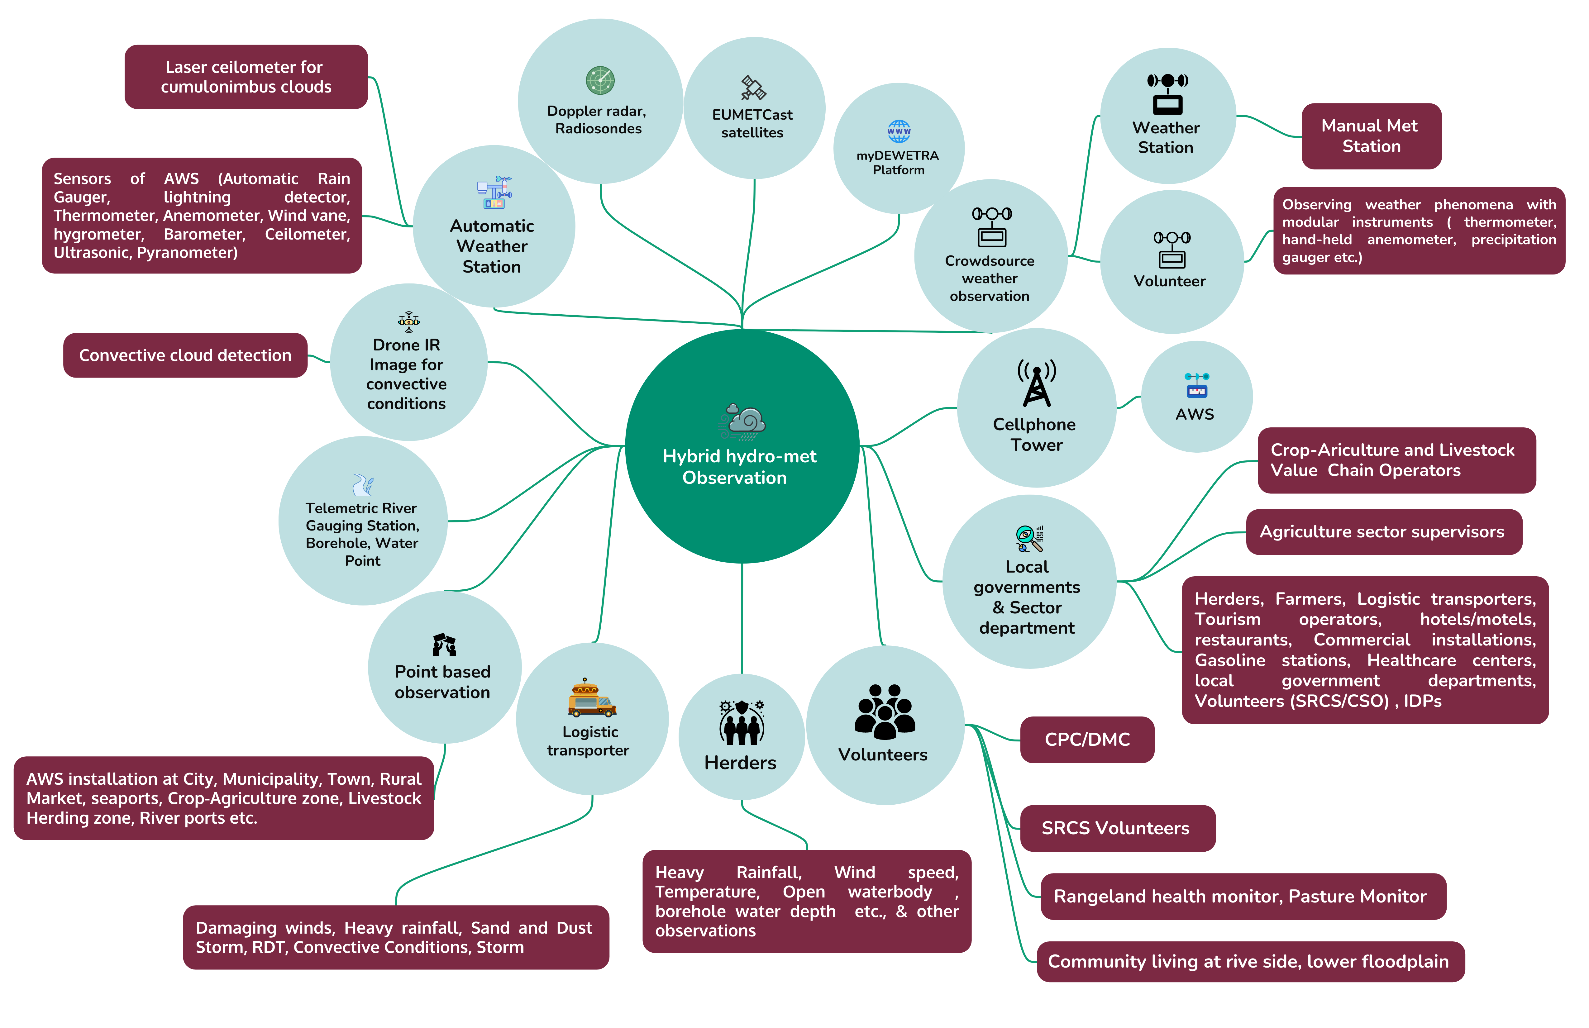 Laser ceilometer for
cumulonimbus clouds
Sensors of AWS (Automatic Rain
Gauger, lightning detector,
Thermometer, Anemometer, Wind vane,
hygrometer, Barometer, Ceilometer,
Ultrasonic, Pyranometer)
Automatic
Weather
Station
Doppler radar,
Radiosondes
EUMETCast
satellites
WWW
myDEWETRA
Platform
Crowdsource
weather
observation
Weather
Station
Manual Met
Station
Volunteer
Observing weather phenomena with
modular instruments ( thermometer,
hand-held anemometer, precipitation
gauger etc.)
Convective cloud detection
Drone IR
Image for
convective
conditions
Hybrid hydro-met
Observation
Cellphone
Tower
AWS
Telemetric River
Gauging Station,
Borehole, Water
Point
Local
governments
& Sector
department
Crop-Ariculture and Livestock
Value Chain Operators
Agriculture sector supervisors
Herders, Farmers, Logistic transporters,
Tourism operators, hotels/motels,
restaurants, Commercial installations,
Gasoline stations, Healthcare centers,
local government departments,
Volunteers (SRCS/CSO) , IDPs
Point based
observation
AWS installation at City, Municipality, Town, Rural
Market, seaports, Crop-Agriculture zone, Livestock
Herding zone, River ports etc.
Logistic
transporter
Damaging winds, Heavy rainfall, Sand and Dust
Storm, RDT, Convective Conditions, Storm
Herders
Heavy Rainfall, Wind speed,
Temperature, Open waterbody ,
borehole water depth etc., & other
observations
Volunteers
CPC/DMC
SRCS Volunteers
Rangeland health monitor, Pasture Monitor
Community living at rive side, lower floodplain